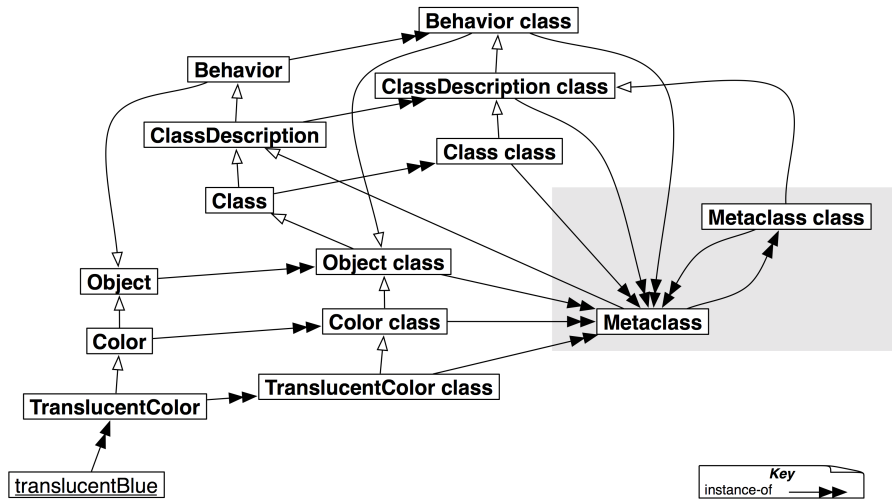 Behavior class
Behavior
ClassDescription class
ClassDescription
Class class
Class
Metaclass class
Object class
Object
Color class
Metaclass
Color
TranslucentColor class
TranslucentColor
translucentBlue
Key
instance-of